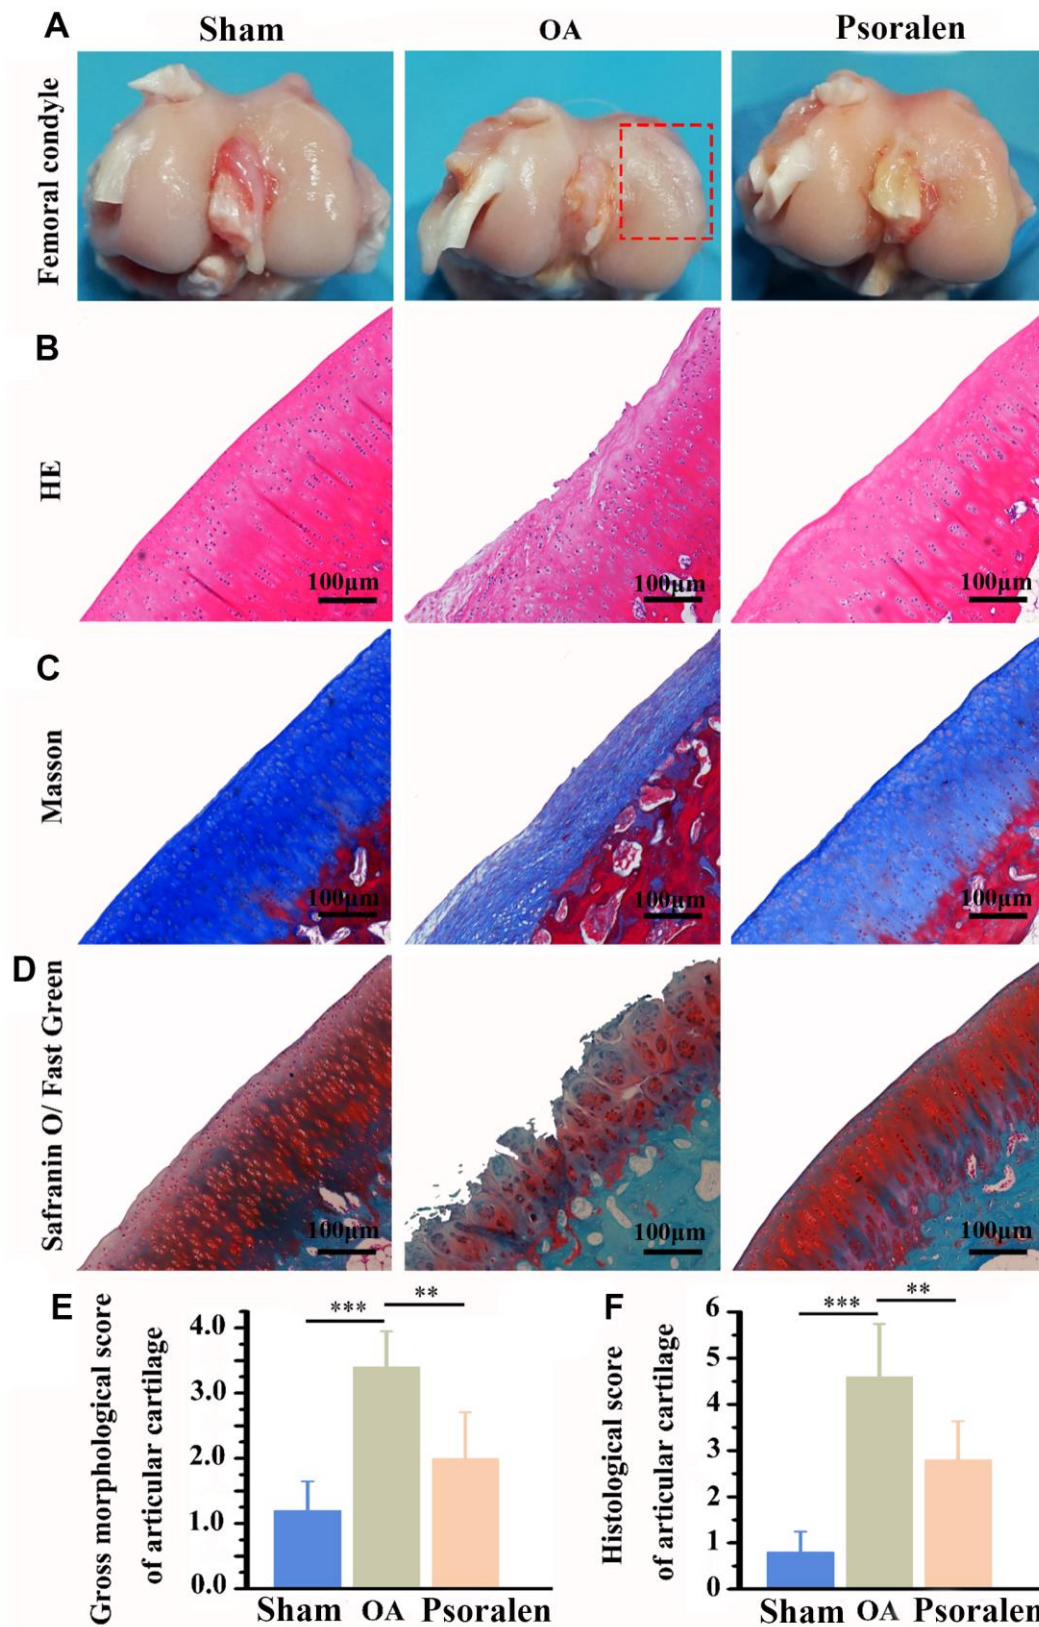 A
Sham
OA
Psoralen
Femoral condyle
B
HE
100μm
100μm
100μm
C
Masson
100μm
100μm
100μm
D
Safranin O/ Fast Green
100μm
100μm
100μm
E
Gross morphological score
of articular cartilage
***
**
4.0
3.0
2.0
1.0
0.0
Sham
OA
Psoralen
F
Histological score
of articular cartilage
***
**
6
5
4
3
2
1
0
Sham
OA
Psoralen